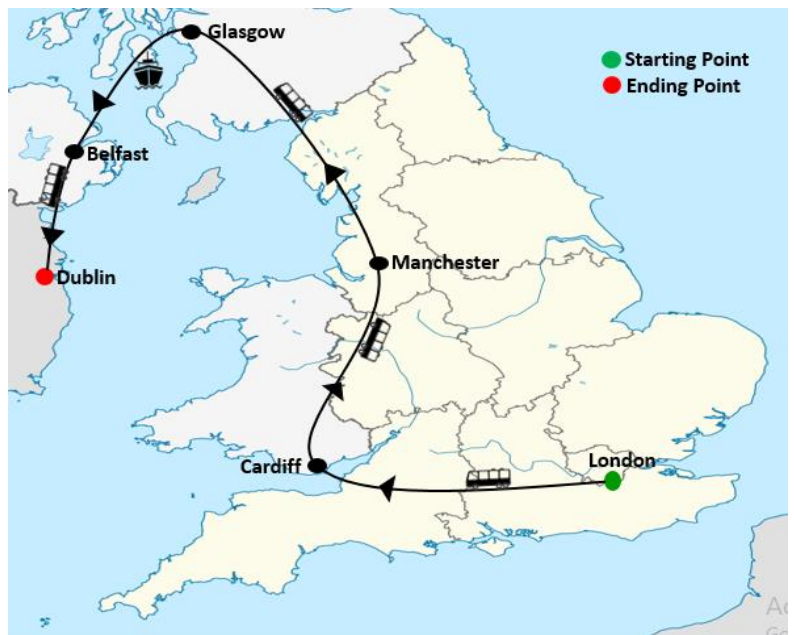 Glasgow
Starting Point
Ending Point
Belfast
Manchester
Dublin
London
Cardiff